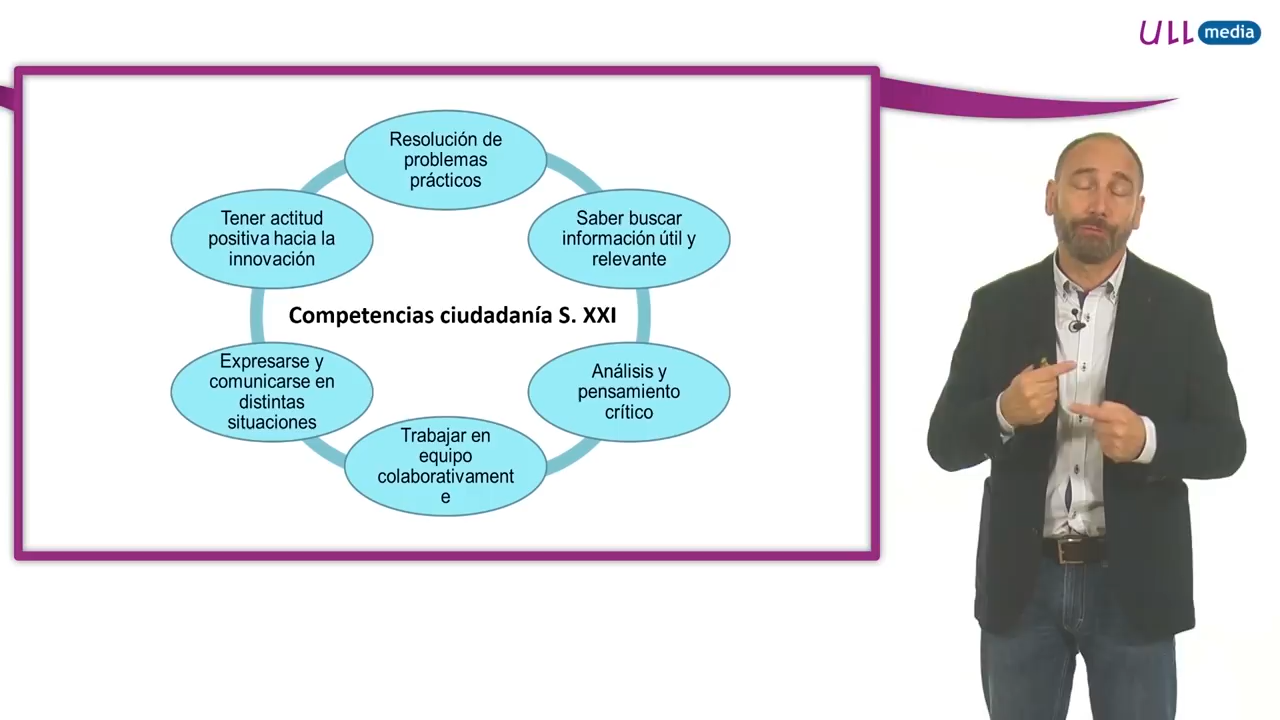 ULL media
Resolución de
problemas
prácticos
Tener actitud
positiva hacia la
innovación
Saber buscar
información útil y
relevante
Competencias ciudadanía S. XXI
Expresarse y
comunicarse en
distintas
situaciones
Análisis y
pensamiento
crítico
Trabajar en
equipo
colaborativament
e